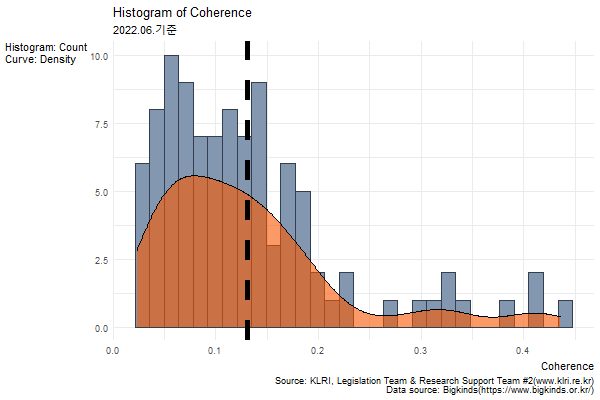 Histogram of Coherence
2022.06.기준
Histogram: Count
Curve: Density
10.0
7.5
5.0
2.5
0.0
0.0 0.1 0.2 0.3 0.4
Coherence
Source: KLRI, Legislation Team & Research Support Team #2(www.klri.re.kr)
Data source: Bigkinds(https://www.bigkinds.or.kr/)